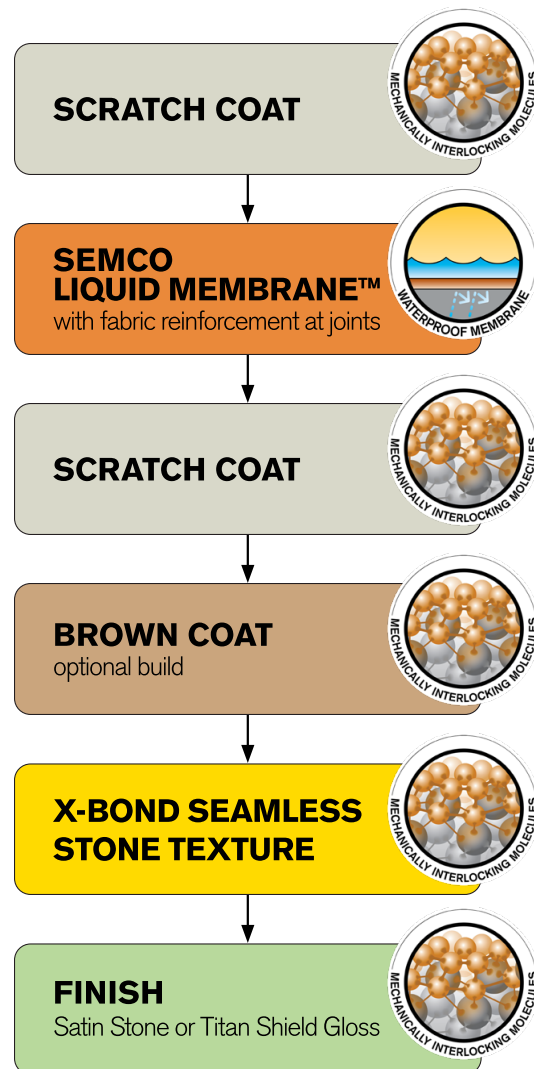 SCRATCH COAT
MECHANICALLY INTERLOCKING MOLECULES
SEMCO
LIQUID MEMBRANE™
with fabric reinforcement at joints
WATERPROOF MEMBRANE
SCRATCH COAT
MECHANICALLY INTERLOCKING MOLECULES
BROWN COAT
optional build
MECHANICALLY INTERLOCKING MOLECULES
X-BOND SEAMLESS
STONE TEXTURE
MECHANICALLY INTERLOCKING MOLECULES
FINISH
Satin Stone or Titan Shield Gloss
MECHANICALLY INTERLOCKING MOLECULES